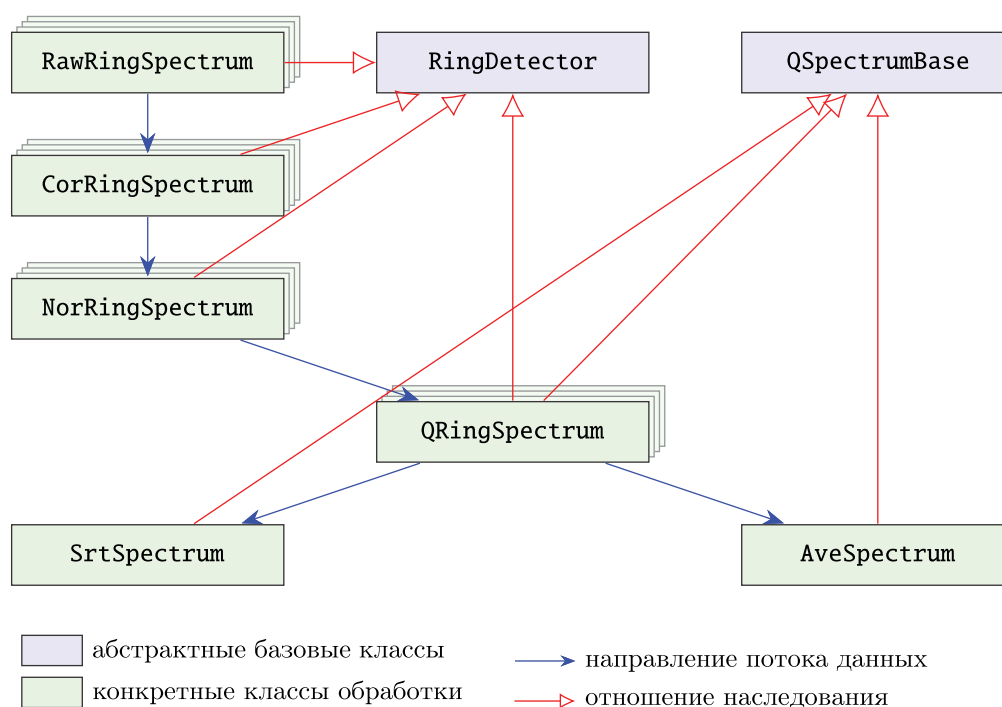 RawRingSpectrum
RingDetector
QSpectrumBase
CorRingSpectrum
NorRingSpectrum
QRingSpectrum
SrtSpectrum
AveSpectrum
абстрактные базовые классы
направление потока данных
конкретные классы обработки
отношение наследования